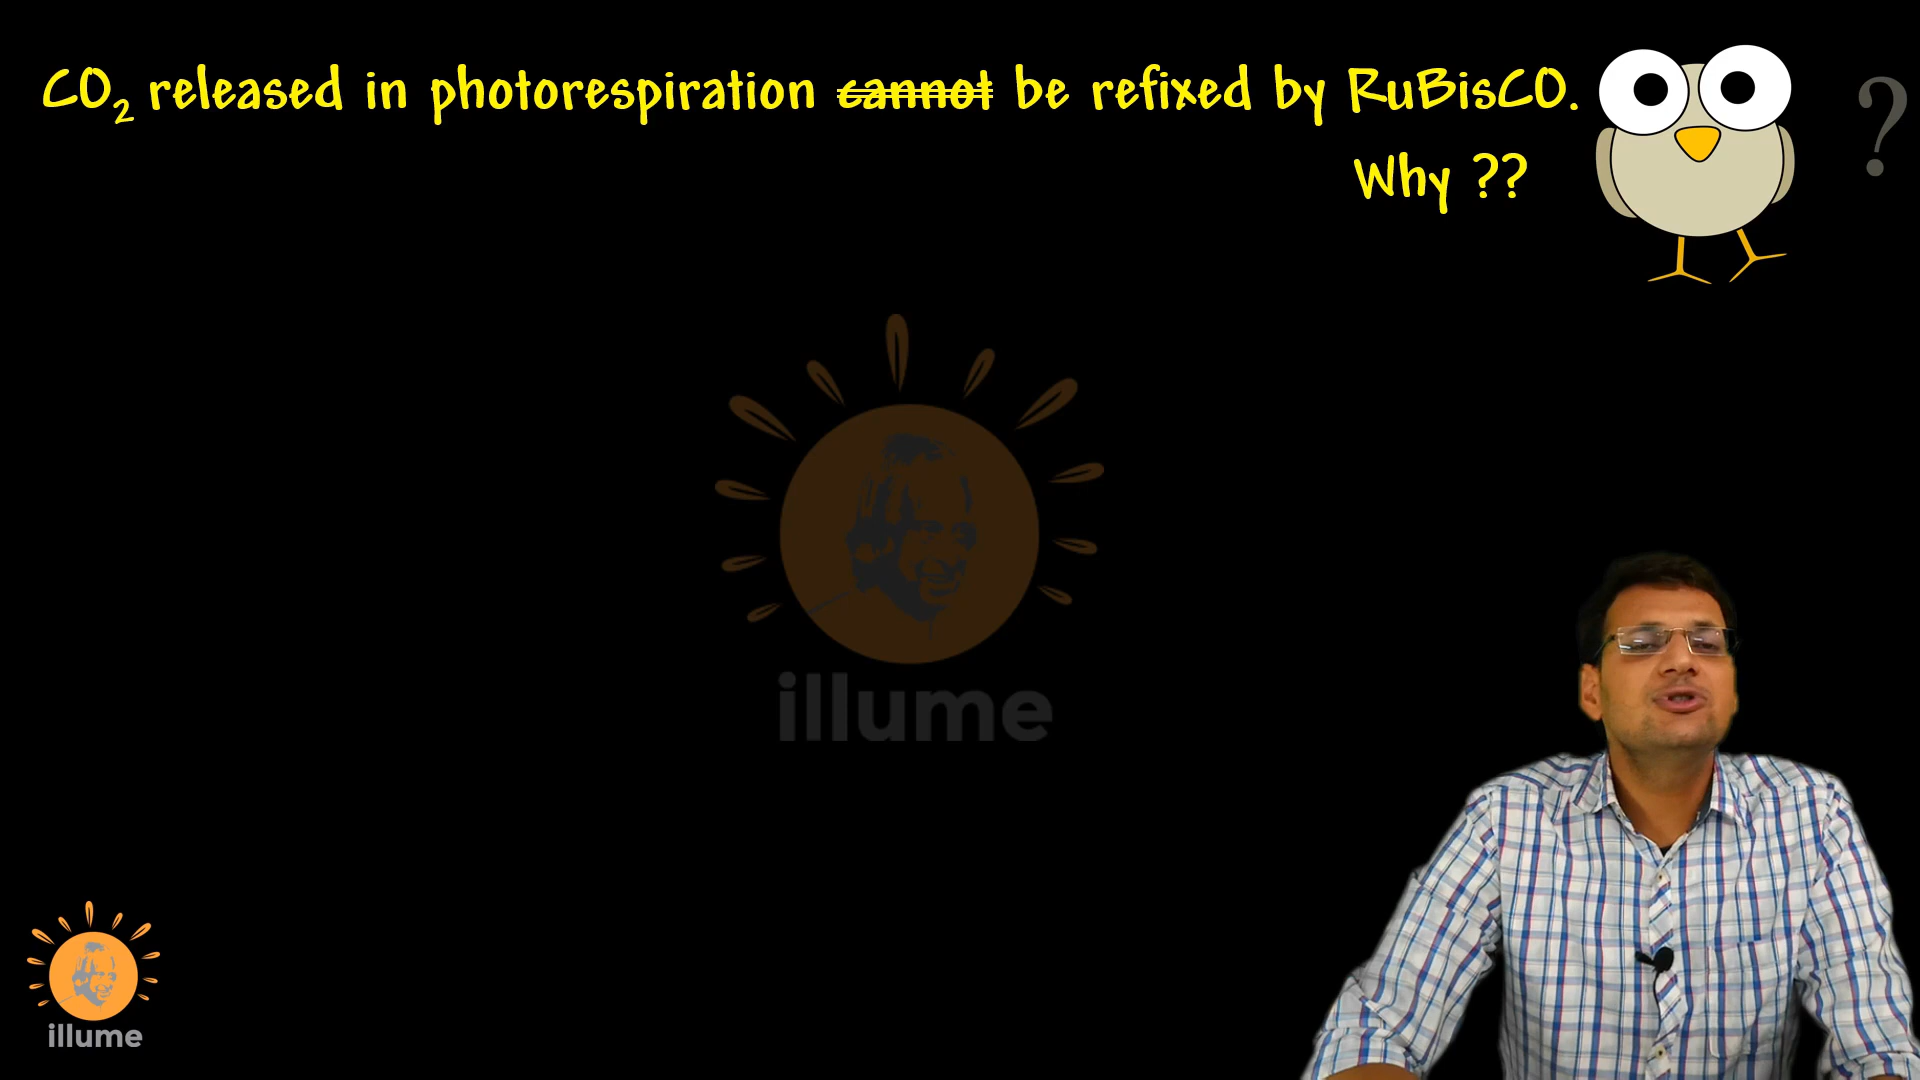 CO₂ released in photorespiration cannot be refixed by RuBisCO.
Why ??
?
illume
illume